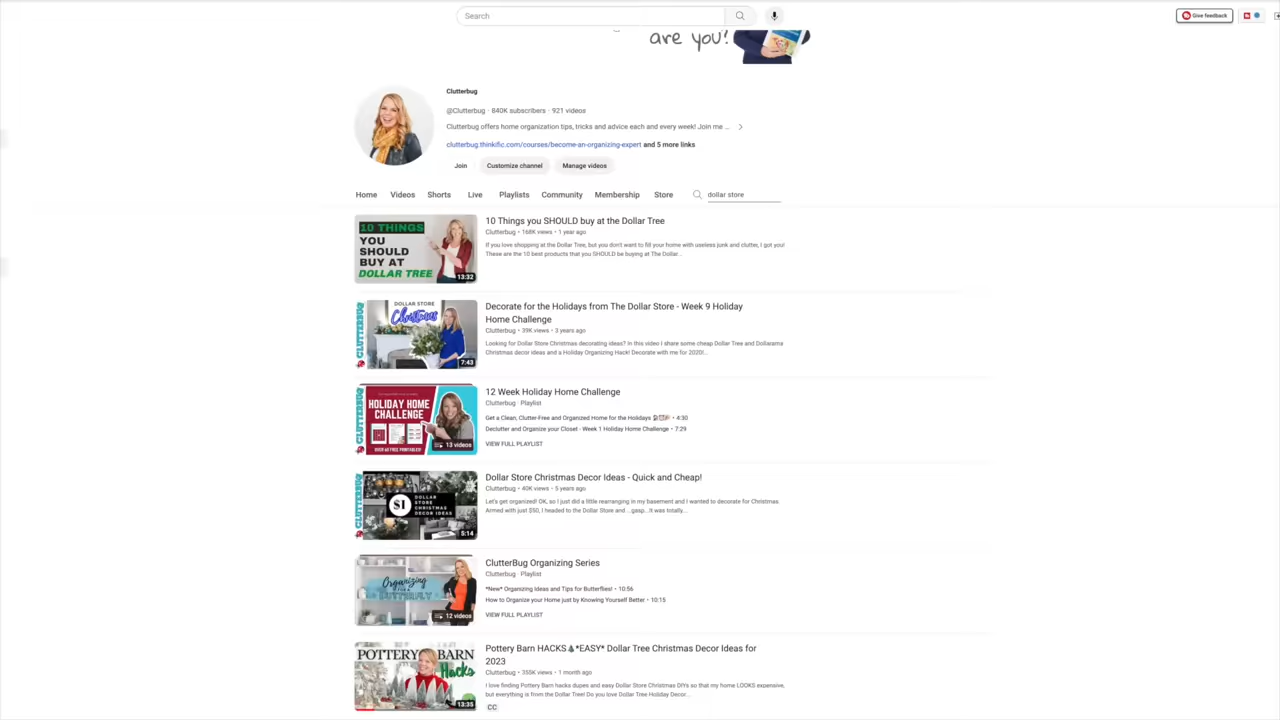 Search
Give feedback
are you?
Clutterbug
@Clutterbug · 840K subscribers · 921 videos
Clutterbug offers home organization tips, tricks and advice each and every week! Join me ...
clutterbug.thinkific.com/courses/become-an-organizing-expert and 5 more links
Join Customize channel Manage videos
Home Videos Shorts Live Playlists Community Membership Store dollar store
10 THINGS
YOU
SHOULD
BUY AT
DOLLAR TREE
13:32
10 Things you SHOULD buy at the Dollar Tree
Clutterbug • 168K views • 1 year ago
If you love shopping at the Dollar Tree, but you don't want to fill your home with useless junk and clutter, I got you!
These are the 10 best products that you SHOULD be buying at The Dollar...
CLUTTERBUG
DOLLAR STORE
Christmas
7:43
Decorate for the Holidays from The Dollar Store - Week 9 Holiday
Home Challenge
Clutterbug • 39K views • 3 years ago
Looking for Dollar Store Christmas decorating ideas? In this video I share some cheap Dollar Tree and Dollarama
Christmas decor ideas and a Holiday Organizing Hack! Decorate with me for 2020!...
CLUTTERBUG
HOLIDAY HOME
CHALLENGE
OVER 60 FREE PRINTABLES!
13 videos
12 Week Holiday Home Challenge
Clutterbug · Playlist
Get a Clean, Clutter-Free and Organized Home for the Holidays • 4:30
Declutter and Organize your Closet - Week 1 Holiday Home Challenge • 7:29
VIEW FULL PLAYLIST
CLUTTERBUG
$1
DOLLAR
STORE
CHRISTMAS
DECOR IDEAS
5:14
Dollar Store Christmas Decor Ideas - Quick and Cheap!
Clutterbug • 40K views • 5 years ago
Let's get organized! OK, so I just did a little rearranging in my basement and I wanted to decorate for Christmas.
Armed with just $50, I headed to the Dollar Store and ...gasp...It was totally...
Organizing
FOR A
BUTTERFLY
12 videos
ClutterBug Organizing Series
Clutterbug · Playlist
*New* Organizing Ideas and Tips for Butterflies! • 10:56
How to Organize your Home just by Knowing Yourself Better • 10:15
VIEW FULL PLAYLIST
POTTERY BARN
Hacks
13:35
Pottery Barn HACKS🎄*EASY* Dollar Tree Christmas Decor Ideas for
2023
Clutterbug • 355K views • 1 month ago
I love finding Pottery Barn hacks dupes and easy Dollar Store Christmas DIYs so that my home LOOKS expensive,
but everything is from the Dollar Tree! Do you love Dollar Tree Holiday Decor...
CC